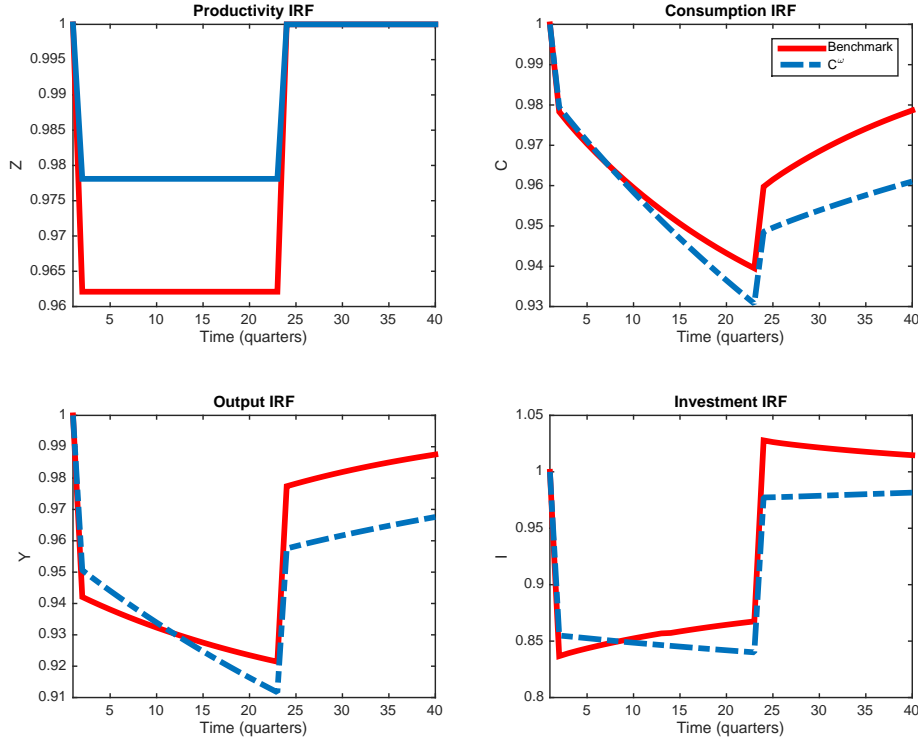 Productivity IRF
1
0.995
0.99
0.985
0.98
0.975
0.97
0.965
0.96
Z
5 10 15 20 25 30 35 40
Time (quarters)
Consumption IRF
1
0.99
0.98
0.97
0.96
0.95
0.94
0.93
C
Benchmark
C^ω
5 10 15 20 25 30 35 40
Time (quarters)
Output IRF
1
0.99
0.98
0.97
0.96
0.95
0.94
0.93
0.92
0.91
Y
5 10 15 20 25 30 35 40
Time (quarters)
Investment IRF
1.05
1
0.95
0.9
0.85
0.8
I
5 10 15 20 25 30 35 40
Time (quarters)